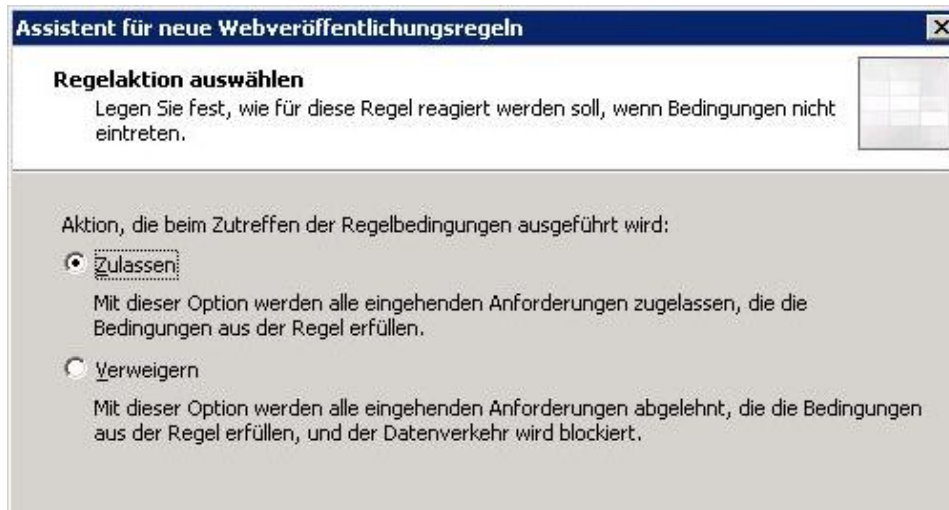 Assistent für neue Webveröffentlichungsregeln
Regelaktion auswählen
Legen Sie fest, wie für diese Regel reagiert werden soll, wenn Bedingungen nicht
eintreten.
Aktion, die beim Zutreffen der Regelbedingungen ausgeführt wird:
Zulassen
Mit dieser Option werden alle eingehenden Anforderungen zugelassen, die die
Bedingungen aus der Regel erfüllen.
Verweigern
Mit dieser Option werden alle eingehenden Anforderungen abgelehnt, die die Bedingungen
aus der Regel erfüllen, und der Datenverkehr wird blockiert.